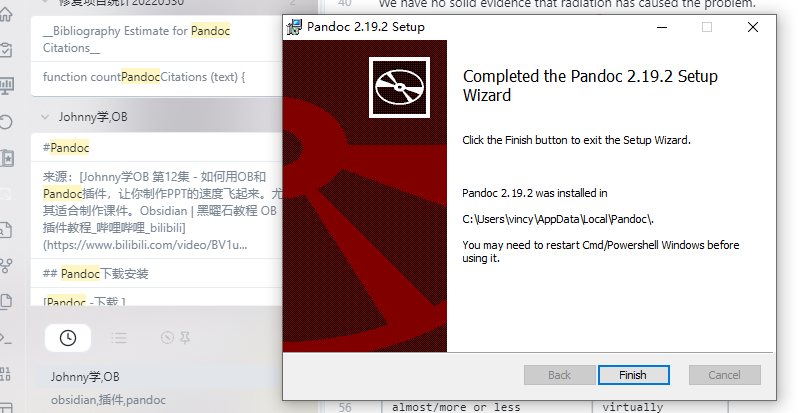 修复项目统计20220530
2
__Bibliography Estimate for Pandoc
Citations__
function countPandocCitations (text) {
Johnny学,OB
#Pandoc
来源：[Johnny学OB 第12集 - 如何用OB和
Pandoc插件，让你制作PPT的速度飞起来。尤
其适合制作课件。Obsidian | 黑曜石教程 OB
插件教程_哔哩哔哩_bilibili]
(https://www.bilibili.com/video/BV1u...
## Pandoc下载安装
[Pandoc -下载 ]
Johnny学,OB
obsidian,插件,pandoc
40 We have no solid evidence that radiation has caused the problem.
Pandoc 2.19.2 Setup
Completed the Pandoc 2.19.2 Setup
Wizard
Click the Finish button to exit the Setup Wizard.
Pandoc 2.19.2 was installed in
C:\Users\vincy\AppData\Local\Pandoc\.
You may need to restart Cmd/Powershell Windows before
using it.
Back
Finish
Cancel
56 | almost/more or less | virtually |